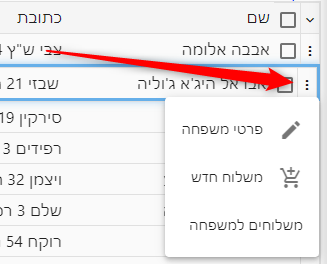 שם כתובת
אבבה אלומה צבי ש"ץ 4
אבו אל היג'א ג'וליה שבזי 21
סירקין 19
פרטי משפחה
רפידים 3
משלוח חדש
ויצמן 32
שלם 3
משלוחים למשפחה
רוקח 54